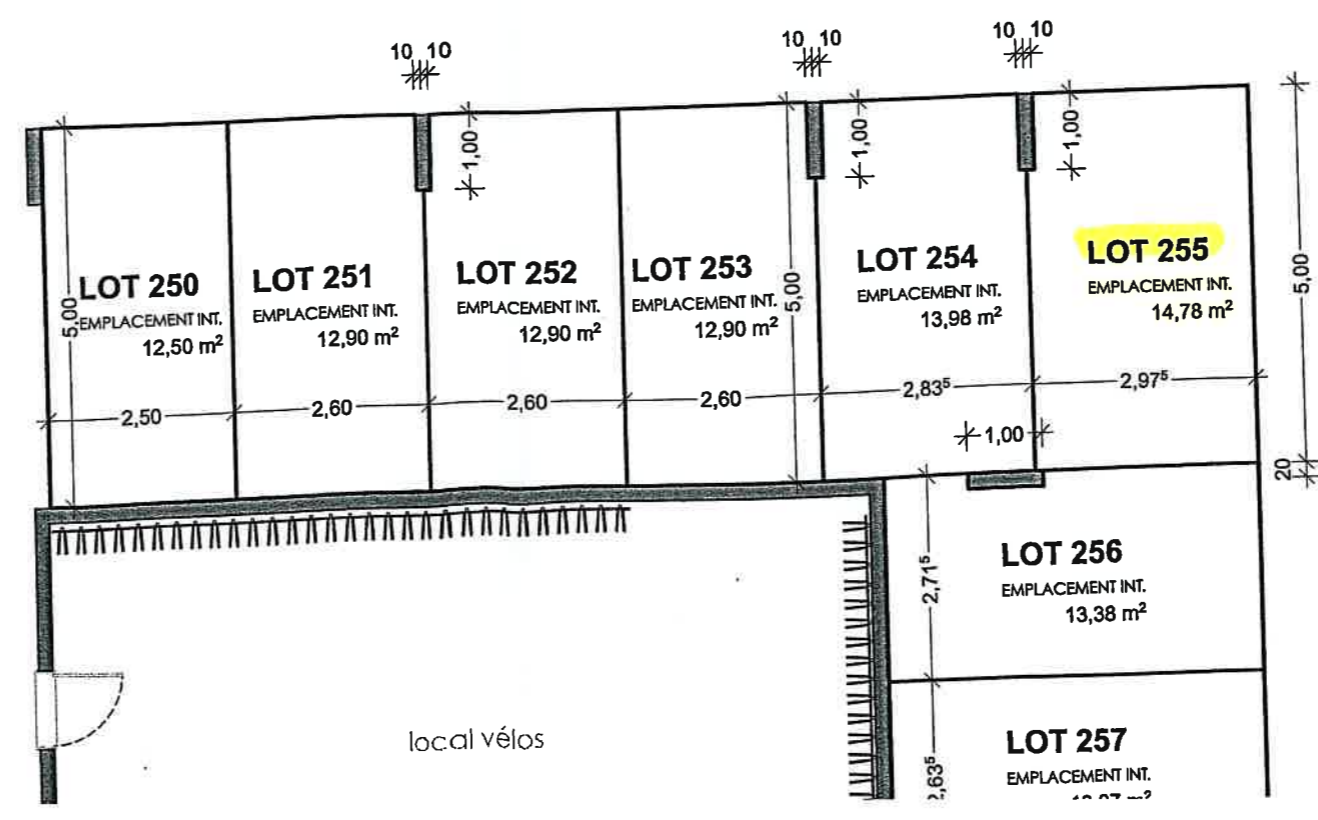 10 10
10 10
10 10
1,00
1,00
1,00
5,00
LOT 250
EMPLACEMENT INT.
12,50 m²
LOT 251
EMPLACEMENT INT.
12,90 m²
LOT 252
EMPLACEMENT INT.
12,90 m²
LOT 253
EMPLACEMENT INT.
12,90 m²
5,00
LOT 254
EMPLACEMENT INT.
13,98 m²
LOT 255
EMPLACEMENT INT.
14,78 m²
5,00
2,50
2,60
2,60
2,60
2,83⁵
2,97⁵
1,00
20
2,71⁵
LOT 256
EMPLACEMENT INT.
13,38 m²
local vélos
2,63⁵
LOT 257
EMPLACEMENT INT.